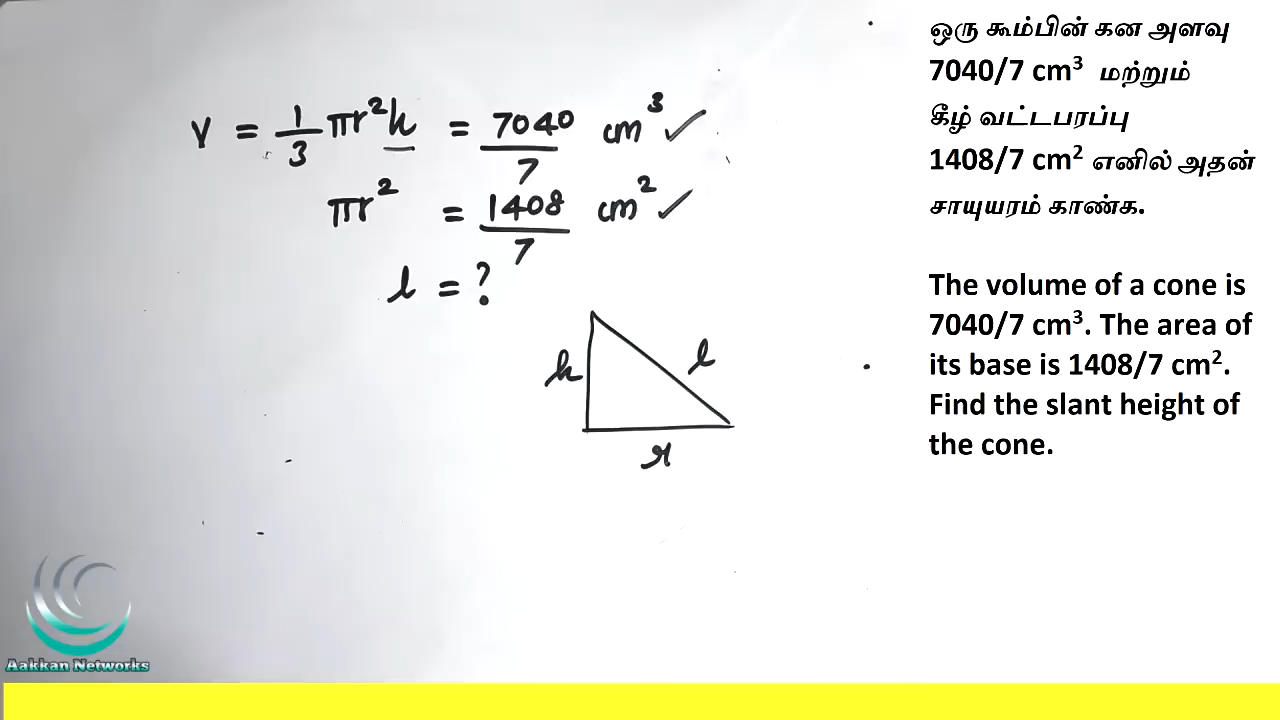 V = 1/3 πr²h = 7040/7 cm³ ✓
πr² = 1408/7 cm² ✓
l = ?
h
l
r
ஒரு கூம்பின் கன அளவு
7040/7 cm³ மற்றும்
கீழ் வட்டபரப்பு
1408/7 cm² எனில் அதன்
சாயுயரம் காண்க.
The volume of a cone is
7040/7 cm³. The area of
its base is 1408/7 cm².
Find the slant height of
the cone.
Aakkan Networks